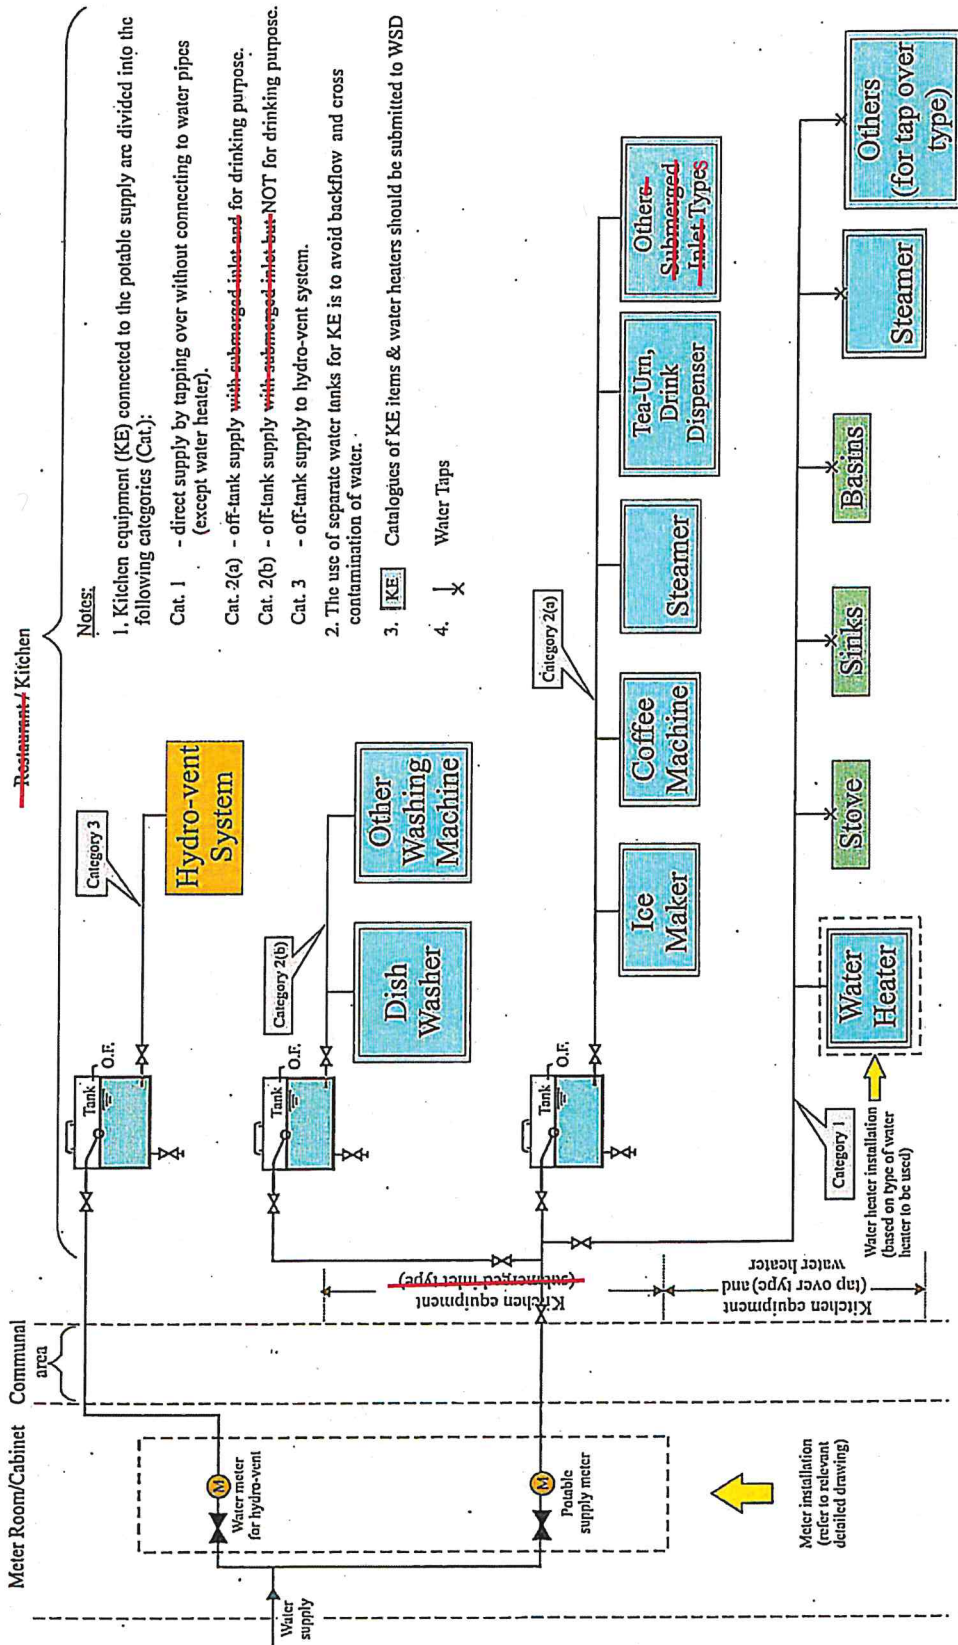 Restaurant / Kitchen
Meter Room/Cabinet
Communal
area
Notes:
1. Kitchen equipment (KE) connected to the potable supply are divided into the
following categories (Cat.):
Cat. 1 - direct supply by tapping over without connecting to water pipes
(except water heater).
Cat. 2(a) - off-tank supply with submerged inlet and for drinking purpose.
Cat. 2(b) - off-tank supply with submerged inlet but NOT for drinking purpose.
Cat. 3 - off-tank supply to hydro-vent system.
2. The use of separate water tanks for KE is to avoid backflow and cross
contamination of water.
3. KE Catalogues of KE items & water heaters should be submitted to WSD
4. Water Taps
Water
supply
M
Water meter
for hydro-vent
M
Potable
supply meter
Meter installation
(refer to relevant
detailed drawing)
Tank
O.F.
Category 3
Hydro-vent
System
Tank
O.F.
Category 2(b)
Dish
Washer
Other
Washing
Machine
Kitchen equipment
(submerged inlet type)
Tank
O.F.
Category 2(a)
Ice
Maker
Coffee
Machine
Steamer
Tea-Urn,
Drink
Dispenser
Others
Submerged
Inlet Types
Kitchen equipment
(tap over type) and
water heater
Category 1
Water heater installation
(based on type of water
heater to be used)
Water
Heater
Stove
Sinks
Basins
Steamer
Others
(for tap over
type)